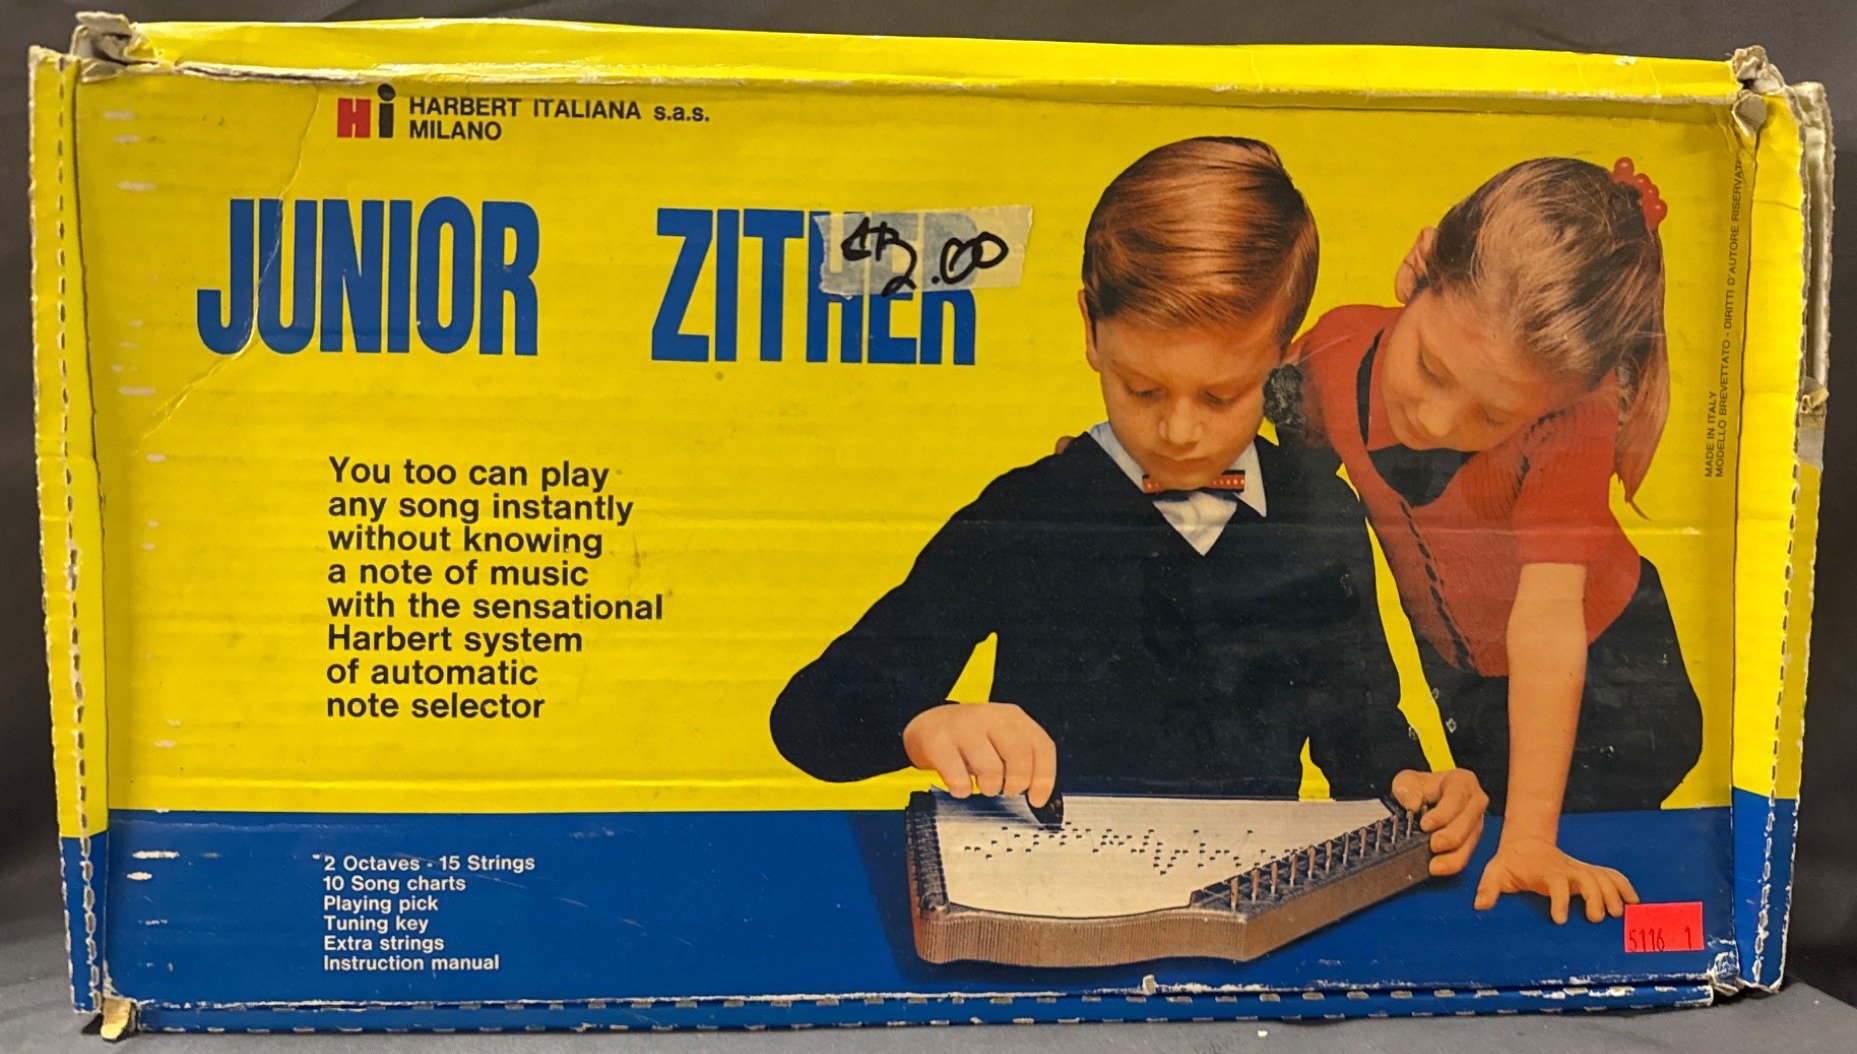 Hi HARBERT ITALIANA s.a.s.
MILANO
JUNIOR ZITHER
2.00
You too can play
any song instantly
without knowing
a note of music
with the sensational
Harbert system
of automatic
note selector
2 Octaves - 15 Strings
10 Song charts
Playing pick
Tuning key
Extra strings
Instruction manual
MADE IN ITALY
MODELLO BREVETTATO - DIRITTI D'AUTORE RISERVATI
5116 1